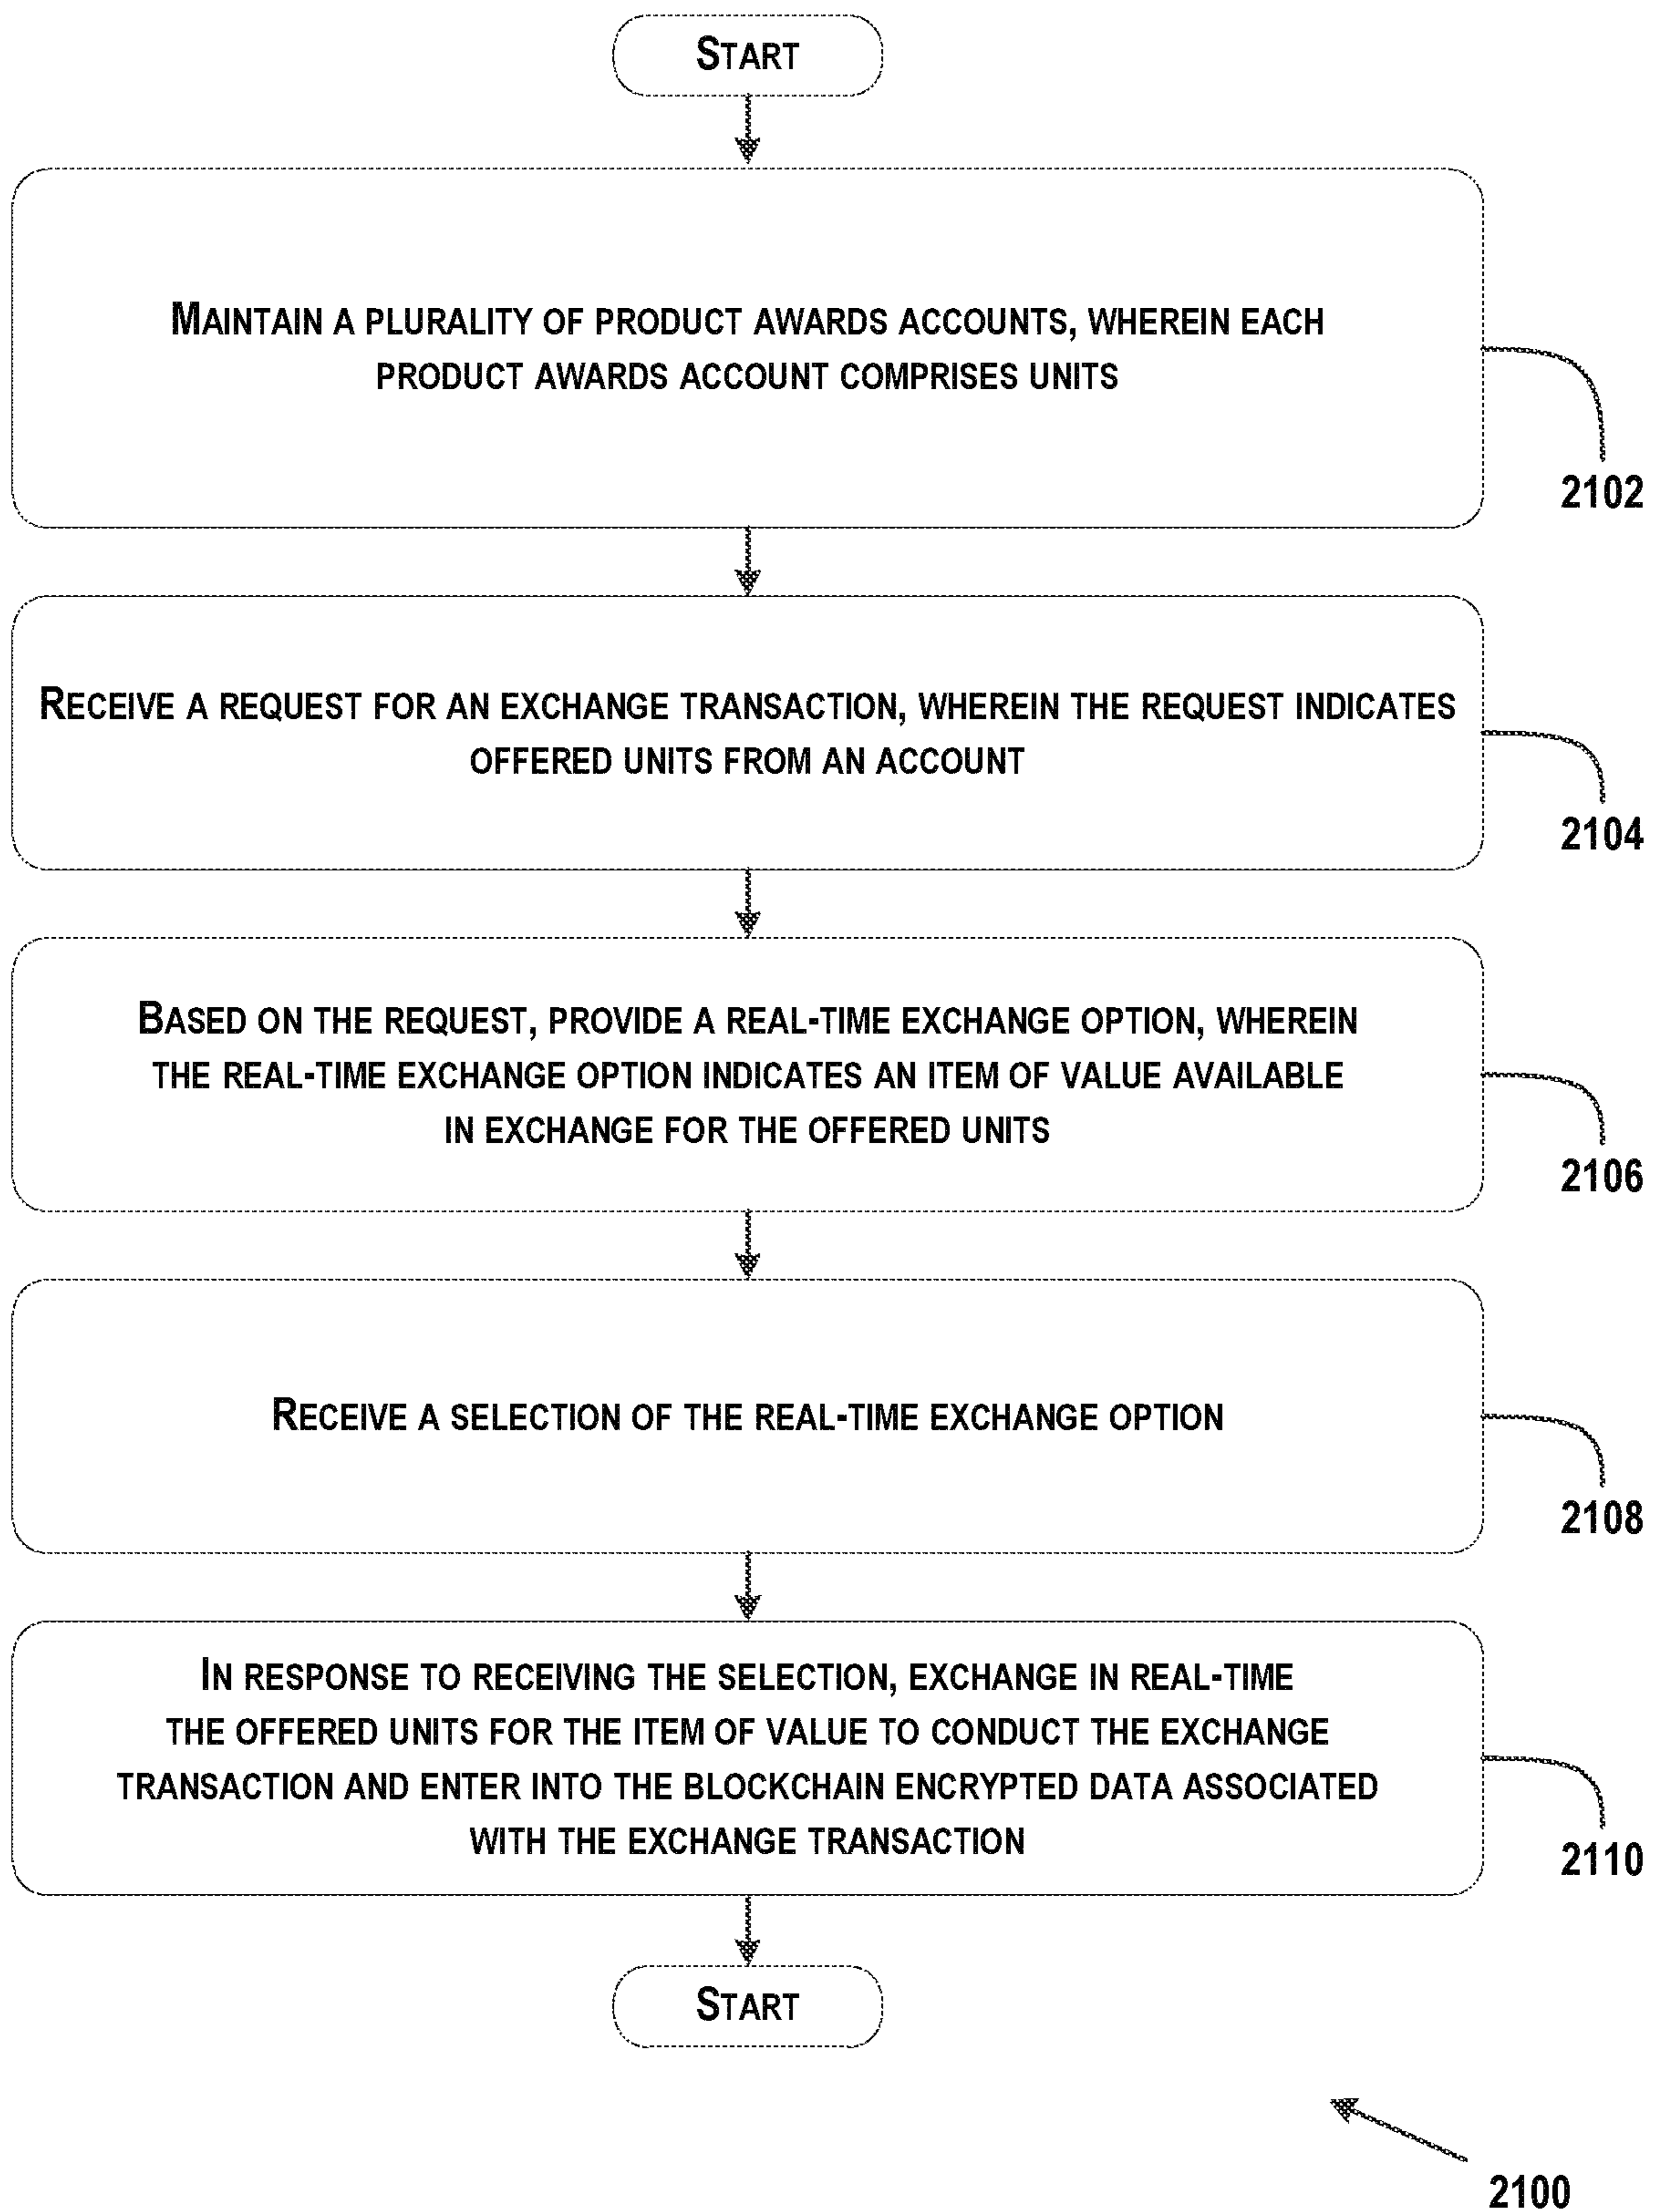 START
MAINTAIN A PLURALITY OF PRODUCT AWARDS ACCOUNTS, WHEREIN EACH
PRODUCT AWARDS ACCOUNT COMPRISES UNITS
2102
RECEIVE A REQUEST FOR AN EXCHANGE TRANSACTION, WHEREIN THE REQUEST INDICATES
OFFERED UNITS FROM AN ACCOUNT
2104
BASED ON THE REQUEST, PROVIDE A REAL-TIME EXCHANGE OPTION, WHEREIN
THE REAL-TIME EXCHANGE OPTION INDICATES AN ITEM OF VALUE AVAILABLE
IN EXCHANGE FOR THE OFFERED UNITS
2106
RECEIVE A SELECTION OF THE REAL-TIME EXCHANGE OPTION
2108
IN RESPONSE TO RECEIVING THE SELECTION, EXCHANGE IN REAL-TIME
THE OFFERED UNITS FOR THE ITEM OF VALUE TO CONDUCT THE EXCHANGE
TRANSACTION AND ENTER INTO THE BLOCKCHAIN ENCRYPTED DATA ASSOCIATED
WITH THE EXCHANGE TRANSACTION
2110
START
2100